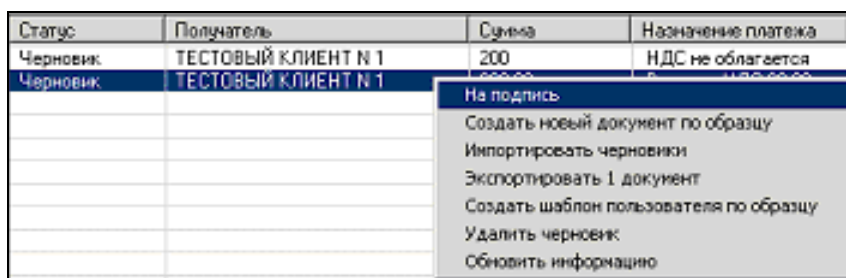 Статус Получатель Сумма Назначение платежа
Черновик ТЕСТОВЫЙ КЛИЕНТ N 1 200 НДС не облагается
Черновик ТЕСТОВЫЙ КЛИЕНТ N 1
На подпись
Создать новый документ по образцу
Импортировать черновики
Экспортировать 1 документ
Создать шаблон пользователя по образцу
Удалить черновик
Обновить информацию